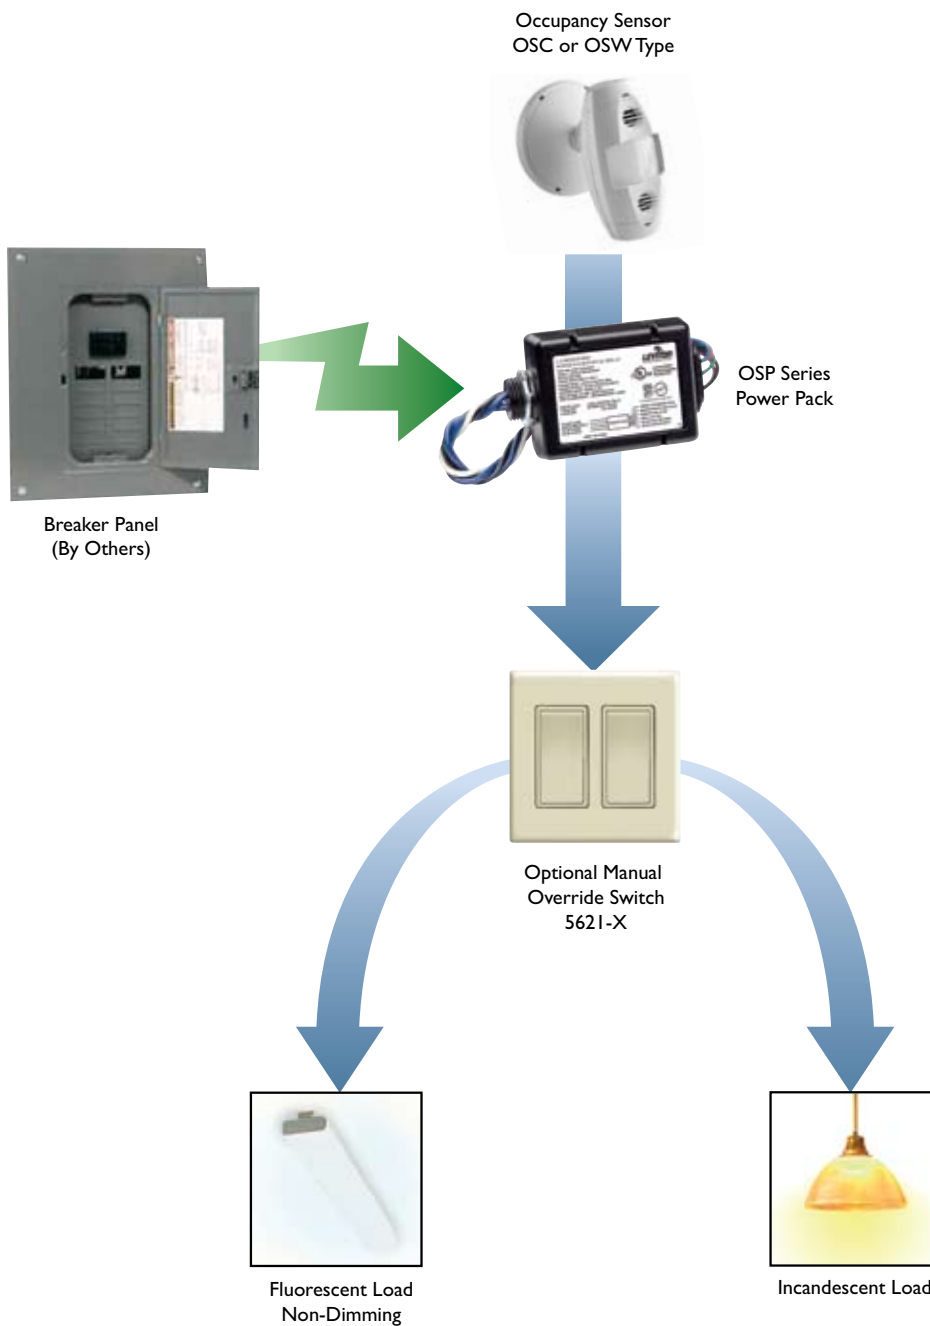 Occupancy Sensor
OSC or OSW Type
OSP Series
Power Pack
Breaker Panel
(By Others)
Optional Manual
Override Switch
5621-X
Fluorescent Load
Non-Dimming
Incandescent Load